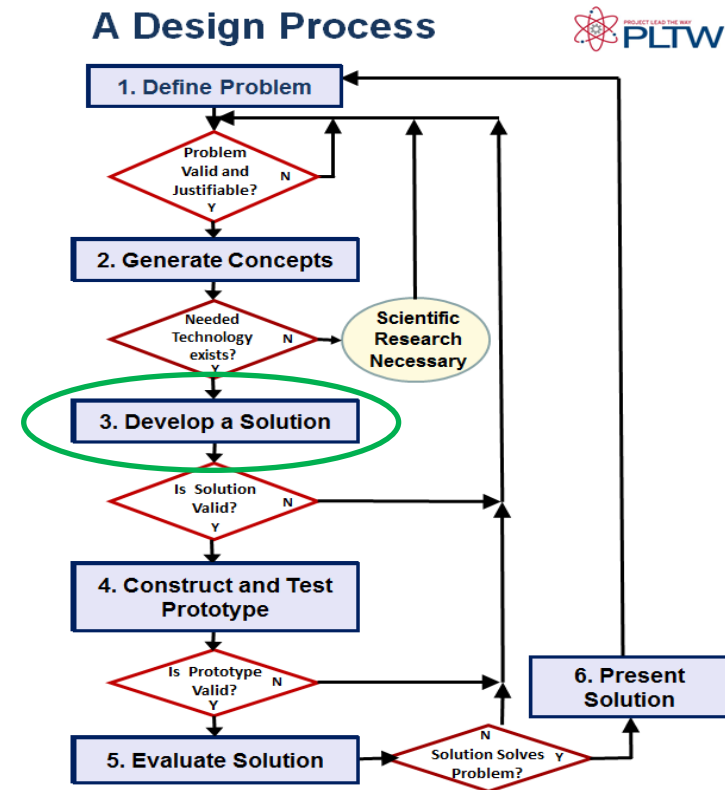 A Design Process
PROJECT LEAD THE WAY
PLTW
1. Define Problem
Problem
Valid and
Justifiable?
N
Y
2. Generate Concepts
Needed
Technology
exists?
N
Y
Scientific
Research
Necessary
3. Develop a Solution
Is Solution
Valid?
N
Y
4. Construct and Test
Prototype
Is Prototype
Valid?
N
Y
5. Evaluate Solution
N
Solution Solves
Problem?
Y
6. Present
Solution